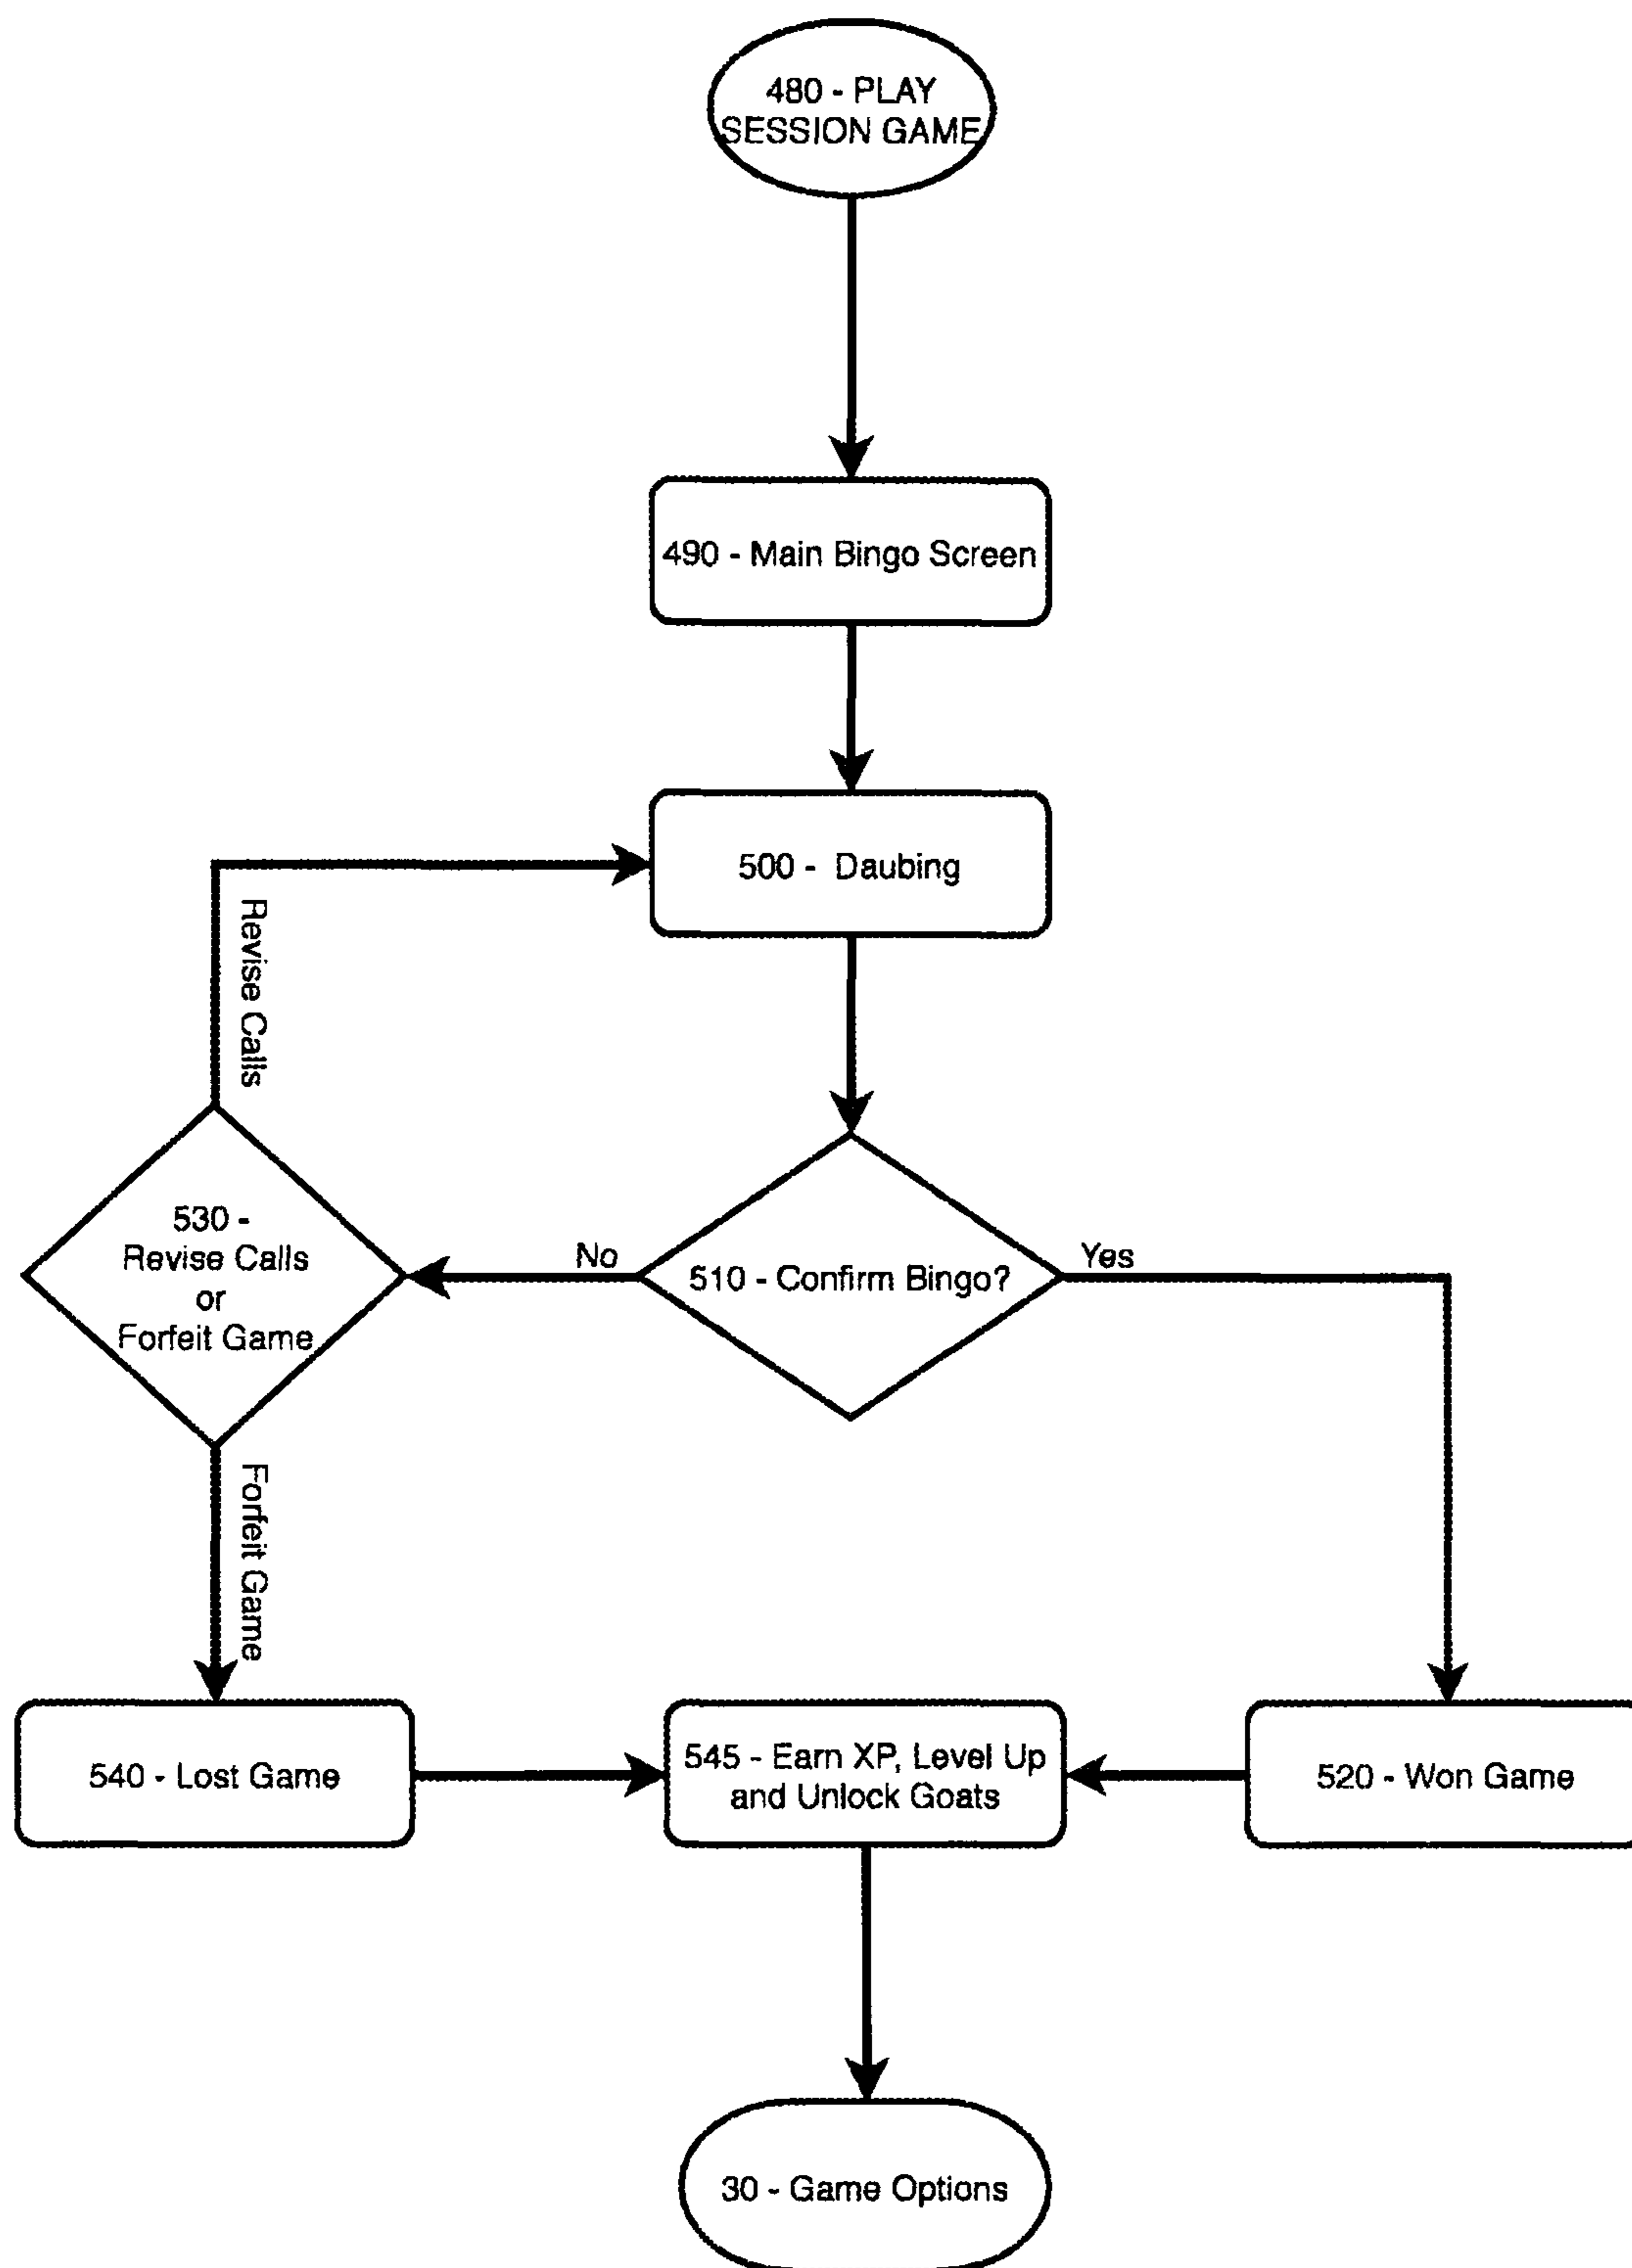 480 - PLAY
SESSION GAME
490 - Main Bingo Screen
500 - Daubing
Revise Calls
530 -
Revise Calls
or
Forfeit Game
No
510 - Confirm Bingo?
Yes
Forfeit Game
540 - Lost Game
545 - Earn XP, Level Up
and Unlock Goats
520 - Won Game
30 - Game Options